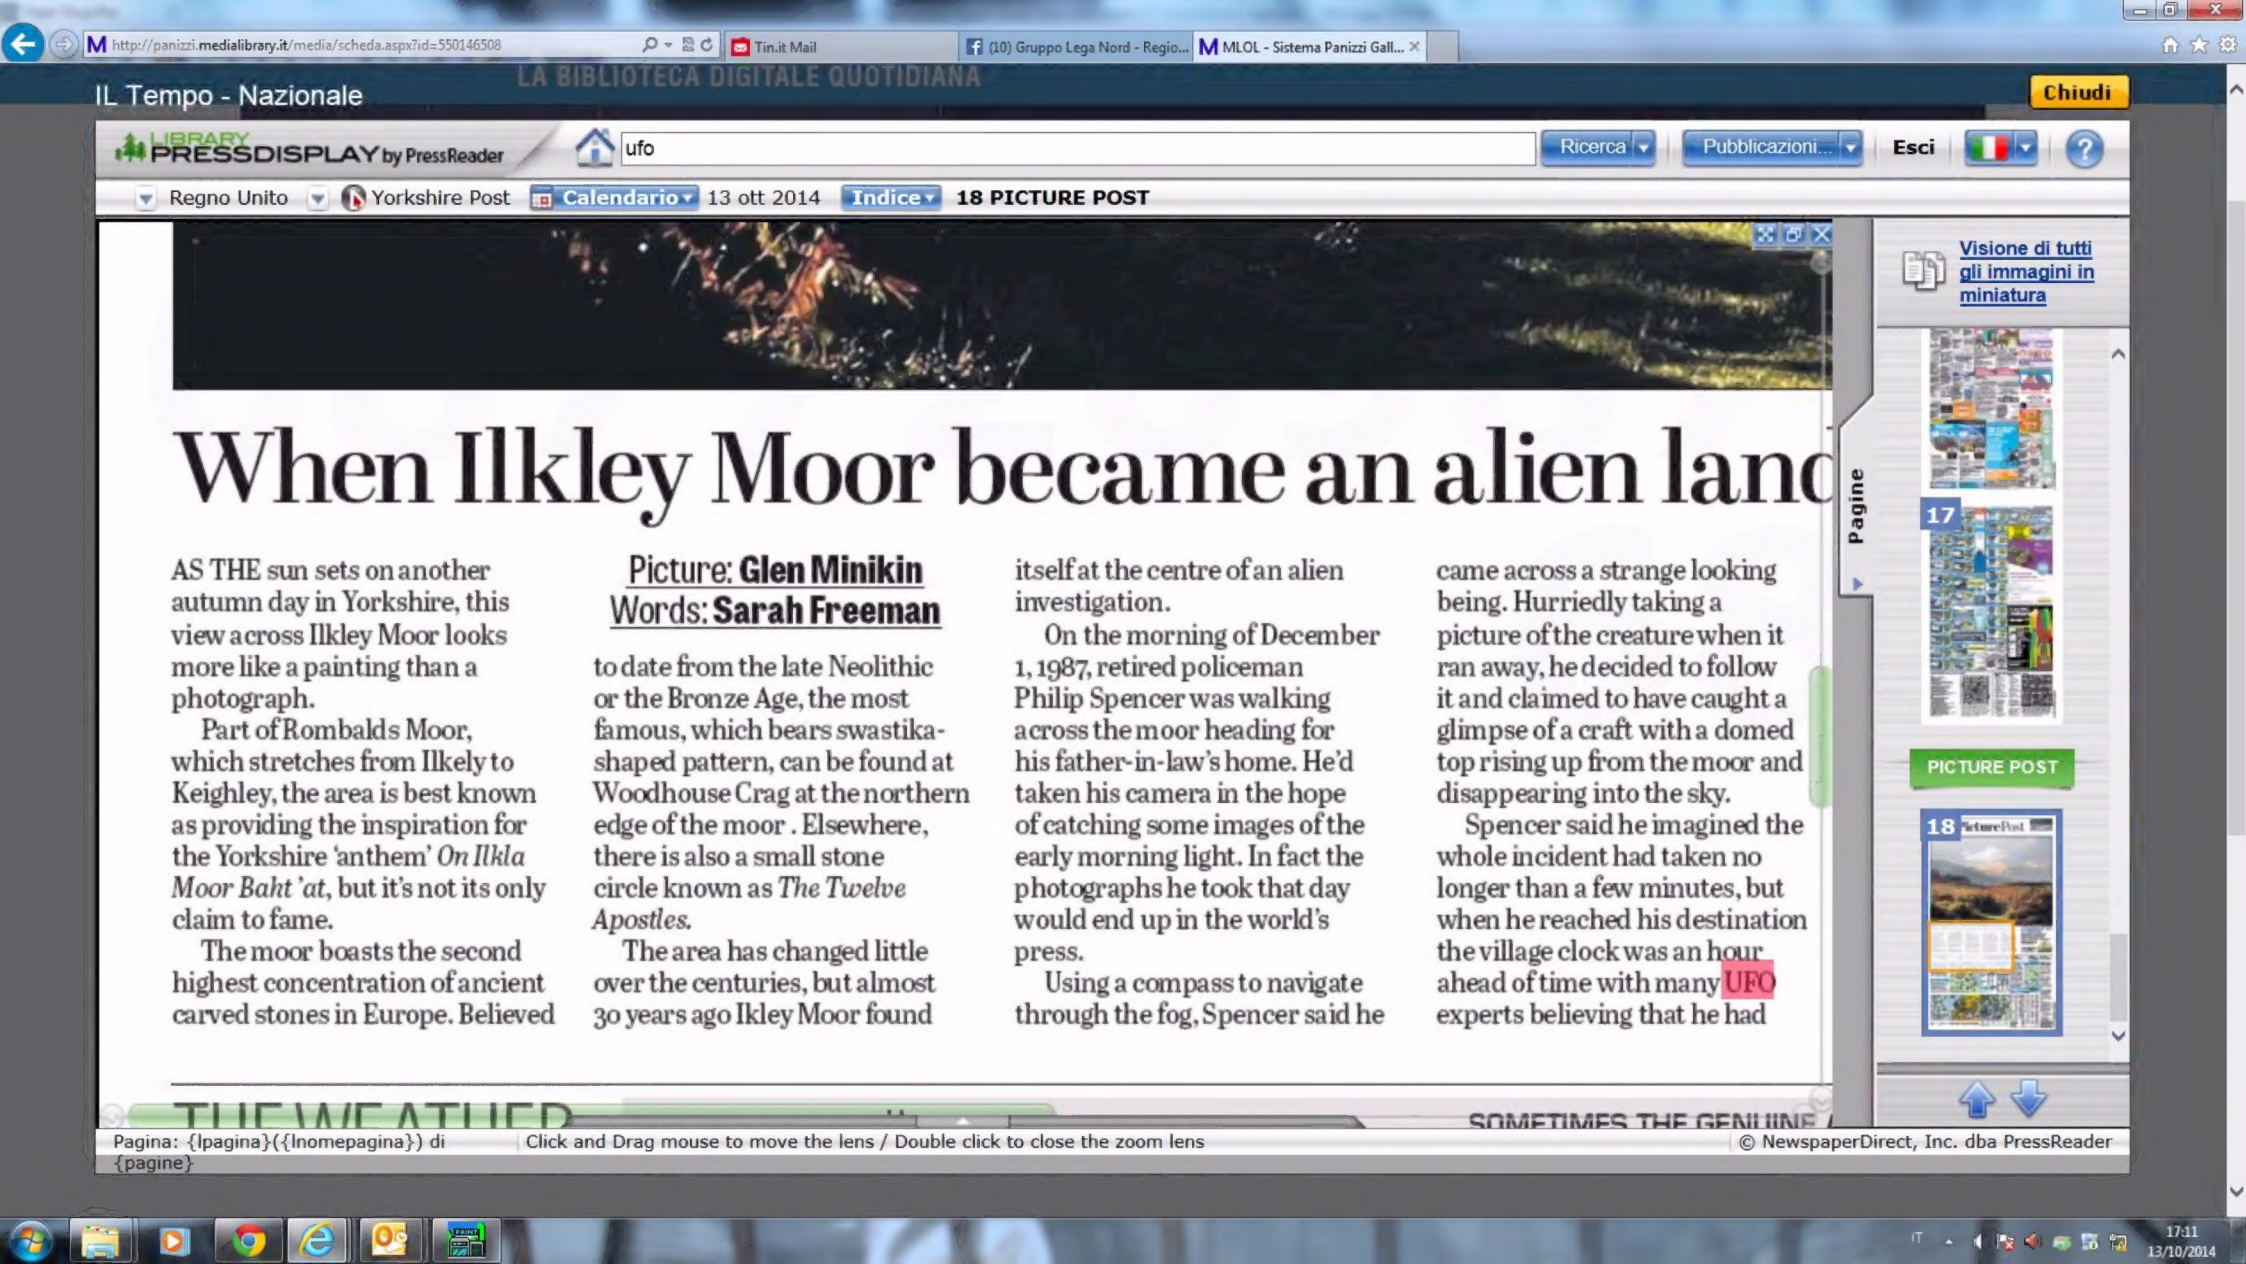 http://panizzi.medialibrary.it/media/scheda.aspx?id=550146508
Tin.it Mail
(10) Gruppo Lega Nord - Regio...
MLOL - Sistema Panizzi Gall...
LA BIBLIOTECA DIGITALE QUOTIDIANA
IL Tempo - Nazionale
Chiudi
LIBRARY
PRESSDISPLAY by PressReader
ufo
Ricerca
Pubblicazioni...
Esci
?
Regno Unito
Yorkshire Post
Calendario
13 ott 2014
Indice
18 PICTURE POST
When Ilkley Moor became an alien land
AS THE sun sets on another
autumn day in Yorkshire, this
view across Ilkley Moor looks
more like a painting than a
photograph.
Part of Rombalds Moor,
which stretches from Ilkely to
Keighley, the area is best known
as providing the inspiration for
the Yorkshire ‘anthem’ On Ilkla
Moor Baht ’at, but it’s not its only
claim to fame.
The moor boasts the second
highest concentration of ancient
carved stones in Europe. Believed
Picture: Glen Minikin
Words: Sarah Freeman
to date from the late Neolithic
or the Bronze Age, the most
famous, which bears swastika-
shaped pattern, can be found at
Woodhouse Crag at the northern
edge of the moor . Elsewhere,
there is also a small stone
circle known as The Twelve
Apostles.
The area has changed little
over the centuries, but almost
30 years ago Ikley Moor found
itself at the centre of an alien
investigation.
On the morning of December
1, 1987, retired policeman
Philip Spencer was walking
across the moor heading for
his father-in-law’s home. He’d
taken his camera in the hope
of catching some images of the
early morning light. In fact the
photographs he took that day
would end up in the world’s
press.
Using a compass to navigate
through the fog, Spencer said he
came across a strange looking
being. Hurriedly taking a
picture of the creature when it
ran away, he decided to follow
it and claimed to have caught a
glimpse of a craft with a domed
top rising up from the moor and
disappearing into the sky.
Spencer said he imagined the
whole incident had taken no
longer than a few minutes, but
when he reached his destination
the village clock was an hour
ahead of time with many UFO
experts believing that he had
THE WEATHER
SOMETIMES THE GENUINE
Pagine
Visione di tutti
gli immagini in
miniatura
17
PICTURE POST
18
PicturePost
Pagina: {lpagina}({lnomepagina}) di
{pagine}
Click and Drag mouse to move the lens / Double click to close the zoom lens
© NewspaperDirect, Inc. dba PressReader
IT
17:11
13/10/2014